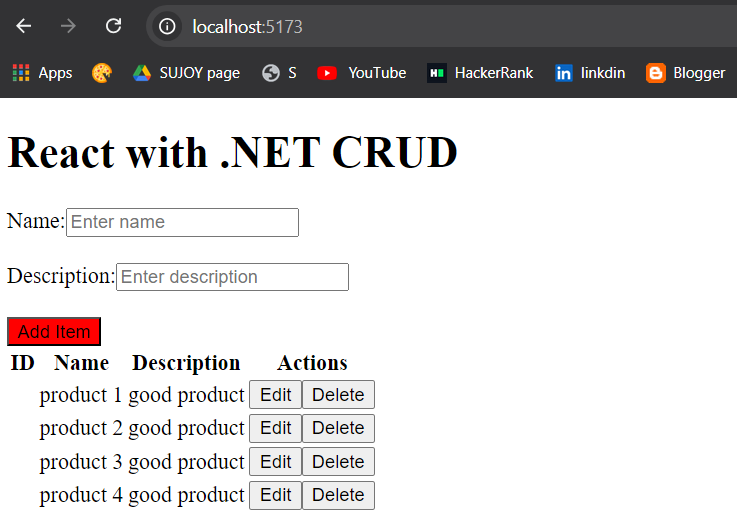 localhost:5173
Apps SUJOY page S YouTube HackerRank linkdin Blogger
React with .NET CRUD
Name: Enter name
Description: Enter description
Add Item
ID Name Description Actions
product 1 good product Edit Delete
product 2 good product Edit Delete
product 3 good product Edit Delete
product 4 good product Edit Delete